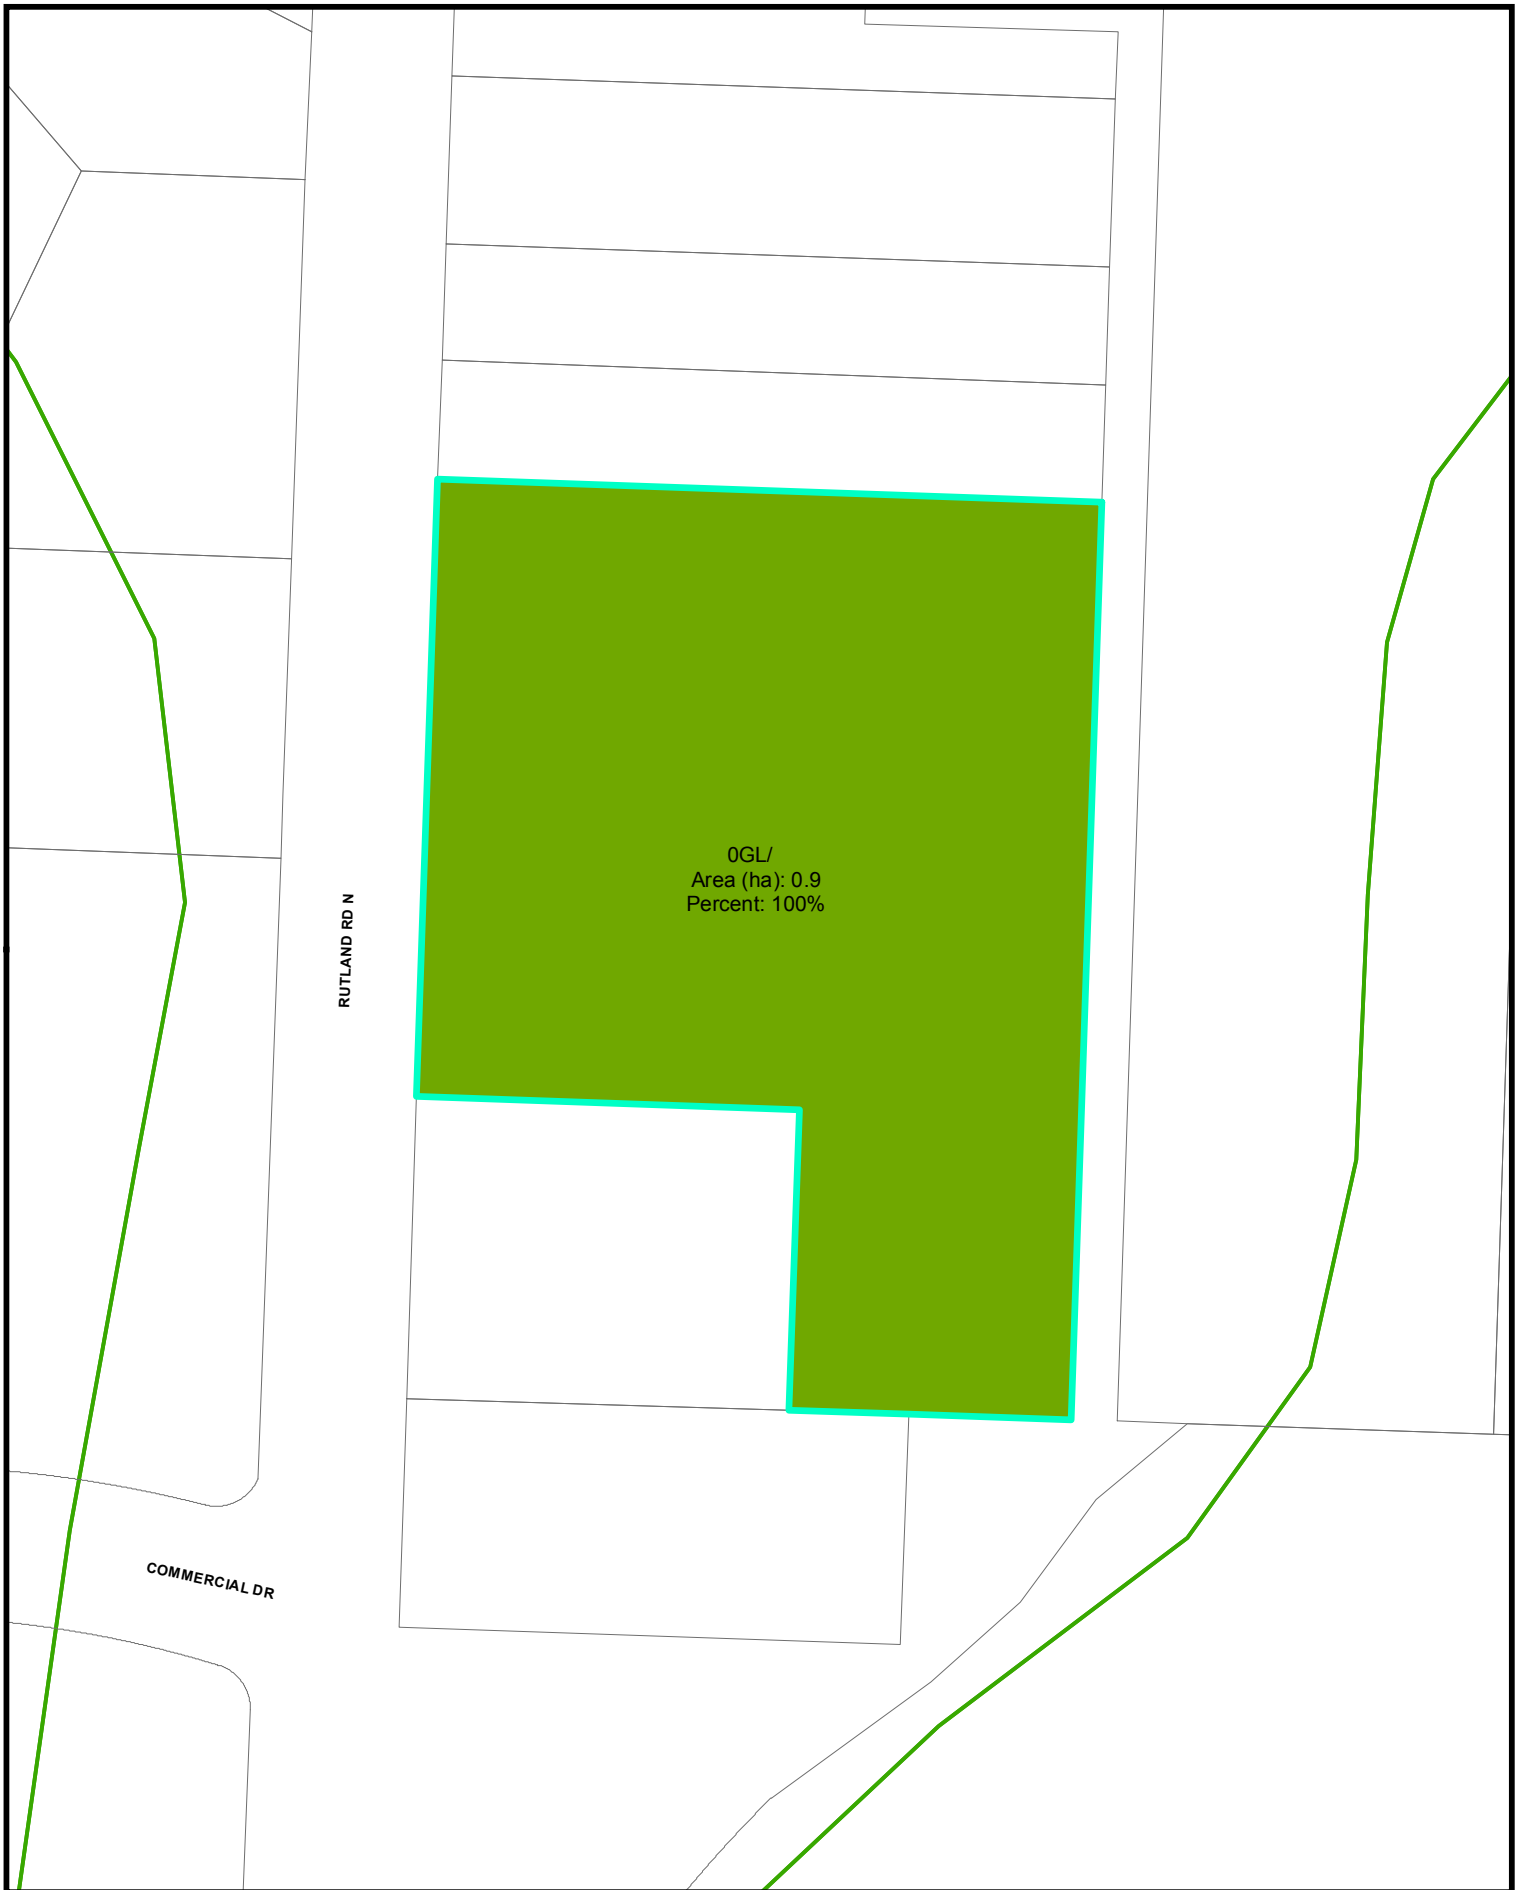 0GL/
Area (ha): 0.9
Percent: 100%
RUTLAND RD N
COMMERCIAL DR